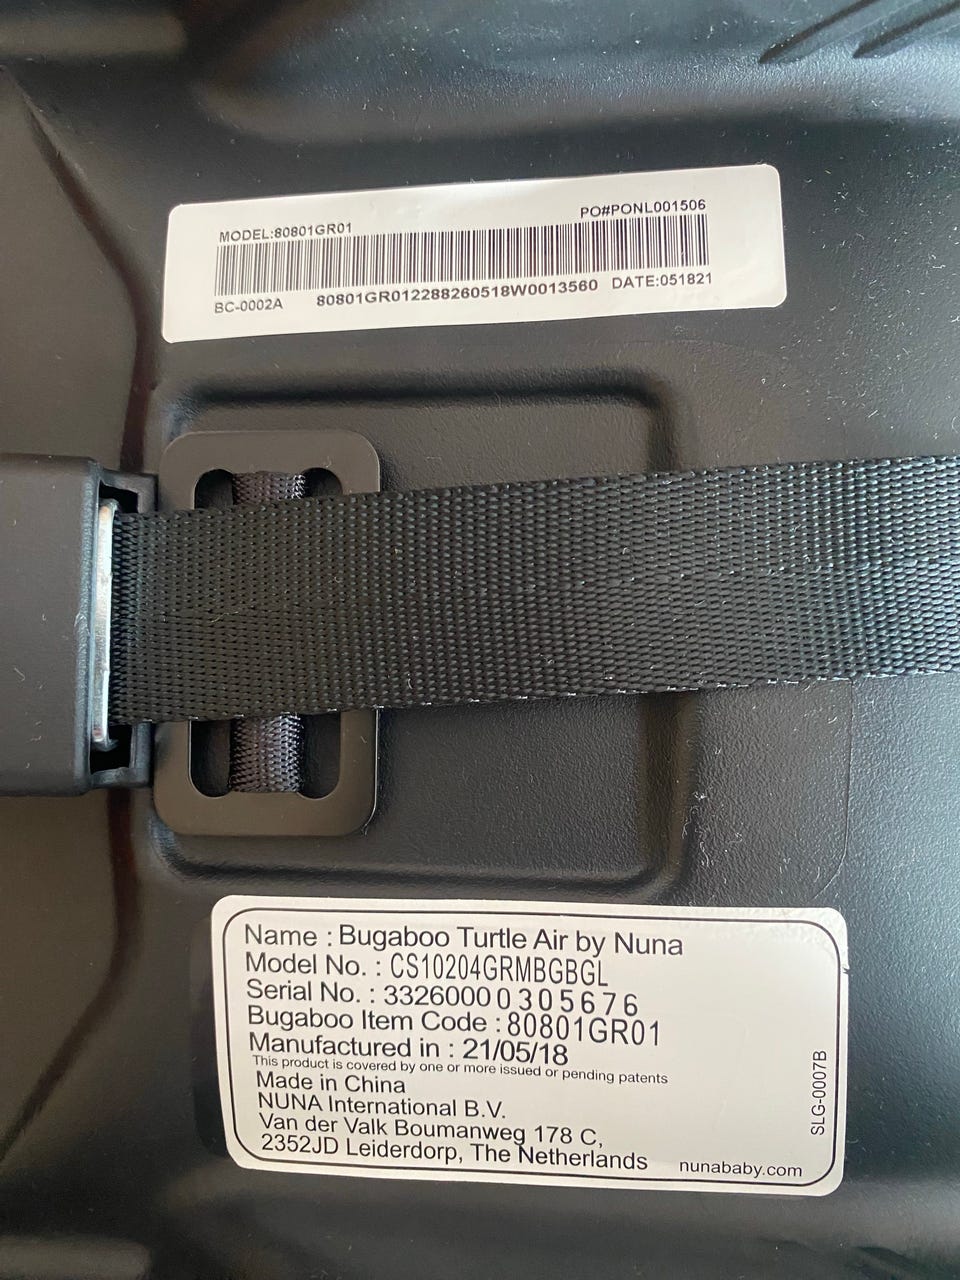 MODEL:80801GR01 PO#PONL001506
BC-0002A 80801GR012288260518W0013560 DATE:051821
Name : Bugaboo Turtle Air by Nuna
Model No. : CS10204GRMBGBGL
Serial No. : 33260000305676
Bugaboo Item Code : 80801GR01
Manufactured in : 21/05/18
This product is covered by one or more issued or pending patents
Made in China
NUNA International B.V.
Van der Valk Boumanweg 178 C,
2352JD Leiderdorp, The Netherlands
nunababy.com
SLG-0007B